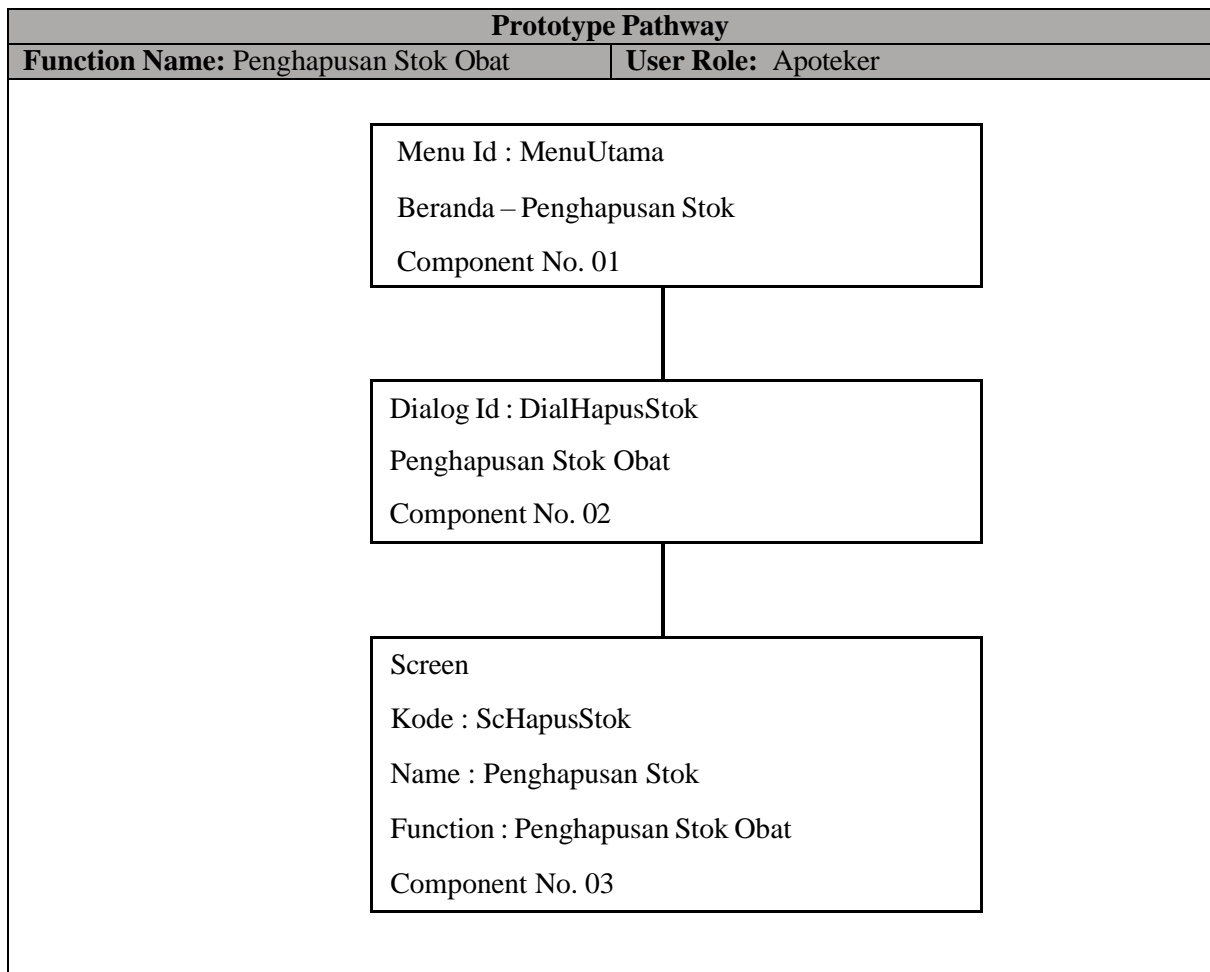 Prototype Pathway
Function Name: Penghapusan Stok Obat User Role: Apoteker
Menu Id : MenuUtama
Beranda – Penghapusan Stok
Component No. 01
Dialog Id : DialHapusStok
Penghapusan Stok Obat
Component No. 02
Screen
Kode : ScHapusStok
Name : Penghapusan Stok
Function : Penghapusan Stok Obat
Component No. 03